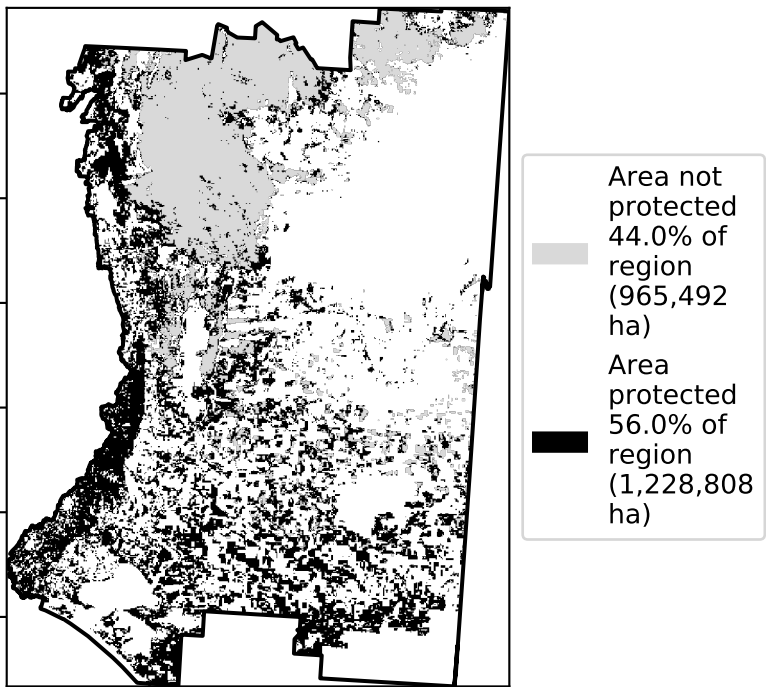 Area not
protected
44.0% of
region
(965,492
ha)
Area
protected
56.0% of
region
(1,228,808
ha)